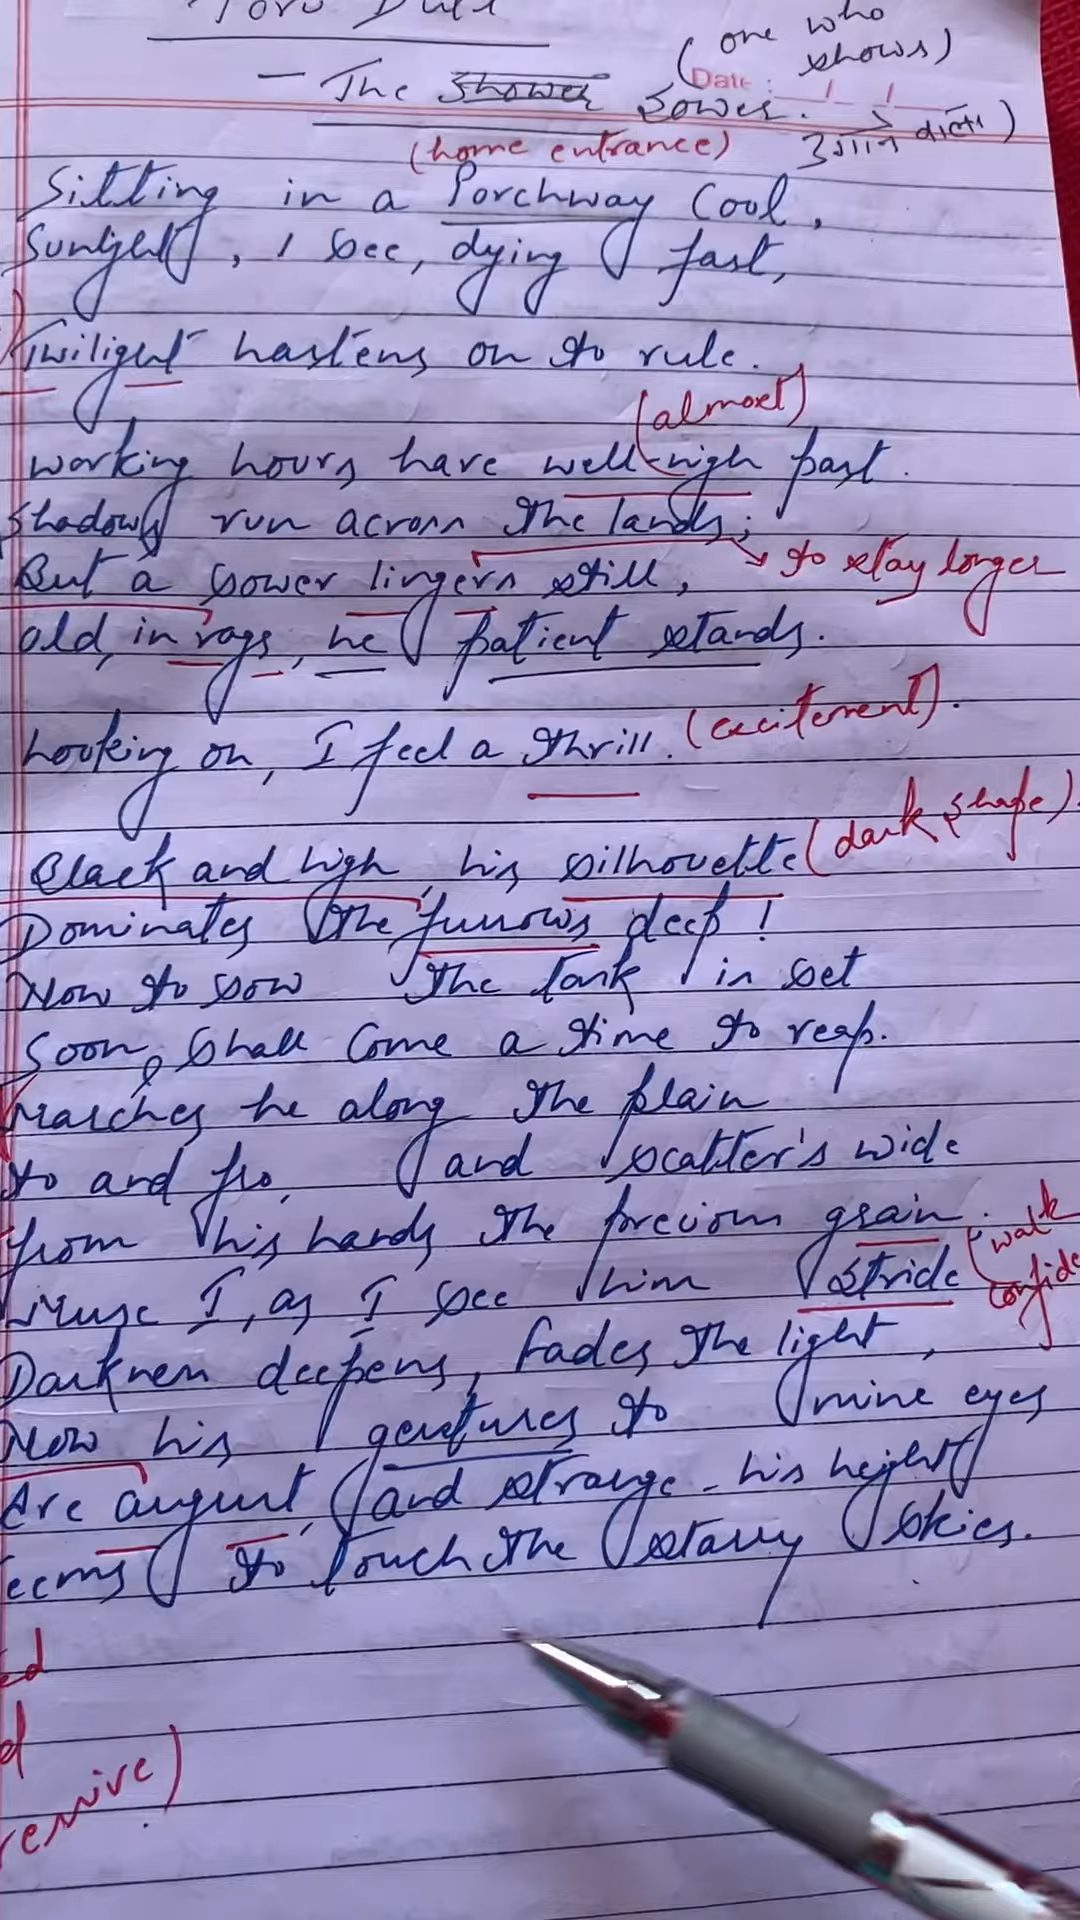 Toru Dutt
(one who shows)
- The Shower Sower.
Date : / /
(home entrance)
Sitting in a Porchway Cool,
Sunlight, I see, dying fast,
Twilight hastens on to rule.
(almost)
working hours have well-nigh past.
Shadows run across the lands;
But a sower lingers still,
→ to stay longer
old, in rags, he patient stands.
Looking on, I feel a thrill. (excitement).
Black and high, his silhouette (dark shape).
Dominates the furrows deep!
Now to sow the task is set
Soon, shall come a time to reap.
Marches he along the plain
to and fro, and scatter's wide
from his hands the precious grain.
Muse I, as I see him stride (walk confide
Darkness deepens, fades the light,
Now his gestures to mine eyes
Are august, and strange - his height
eems to touch the starry skies.
ed
d
ressive)